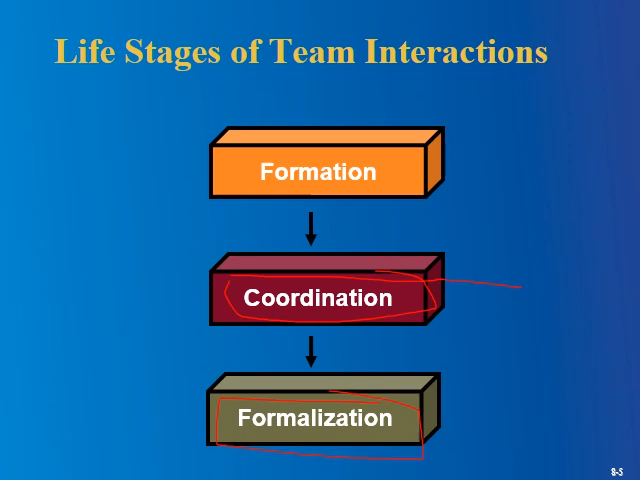 Life Stages of Team Interactions
Formation
Coordination
Formalization
8-5